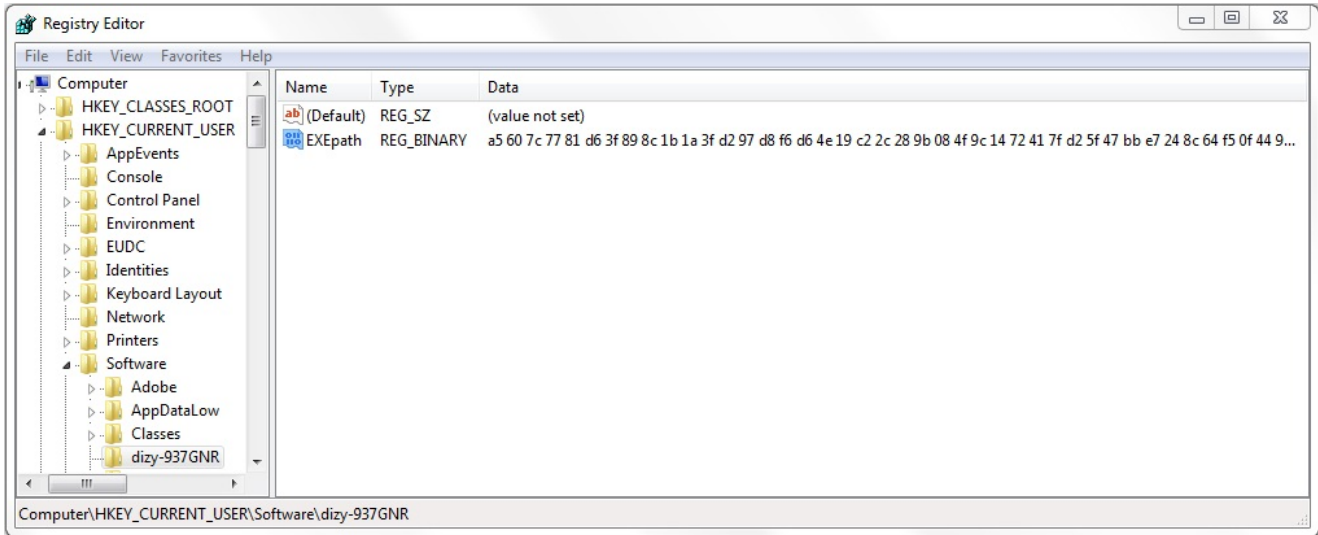 Registry Editor
File Edit View Favorites Help
Computer
HKEY_CLASSES_ROOT
HKEY_CURRENT_USER
AppEvents
Console
Control Panel
Environment
EUDC
Identities
Keyboard Layout
Network
Printers
Software
Adobe
AppDataLow
Classes
dizy-937GNR
Name Type Data
(Default) REG_SZ (value not set)
EXEpath REG_BINARY a5 60 7c 77 81 d6 3f 89 8c 1b 1a 3f d2 97 d8 f6 d6 4e 19 c2 2c 28 9b 08 4f 9c 14 72 41 7f d2 5f 47 bb e7 24 8c 64 f5 0f 44 9...
Computer\HKEY_CURRENT_USER\Software\dizy-937GNR